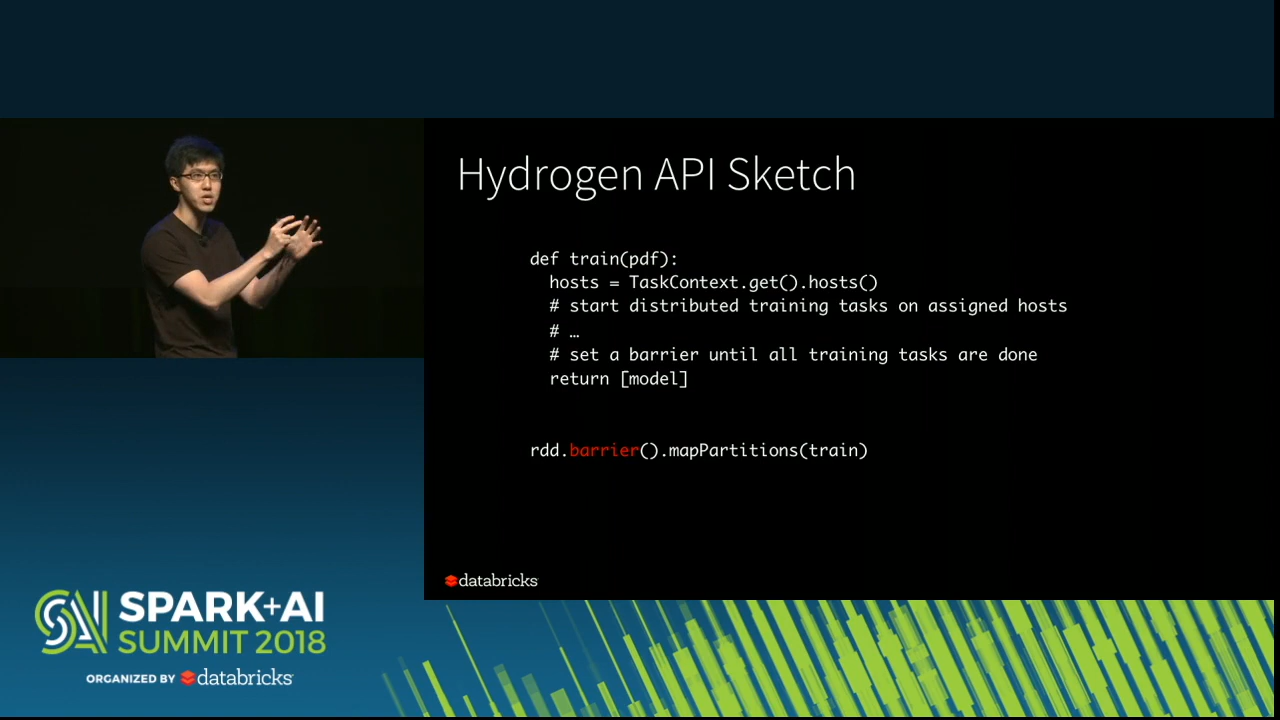 Hydrogen API Sketch
def train(pdf):
hosts = TaskContext.get().hosts()
# start distributed training tasks on assigned hosts
# …
# set a barrier until all training tasks are done
return [model]
rdd.barrier().mapPartitions(train)
databricks
SPARK+AI
SUMMIT 2018
ORGANIZED BY databricks